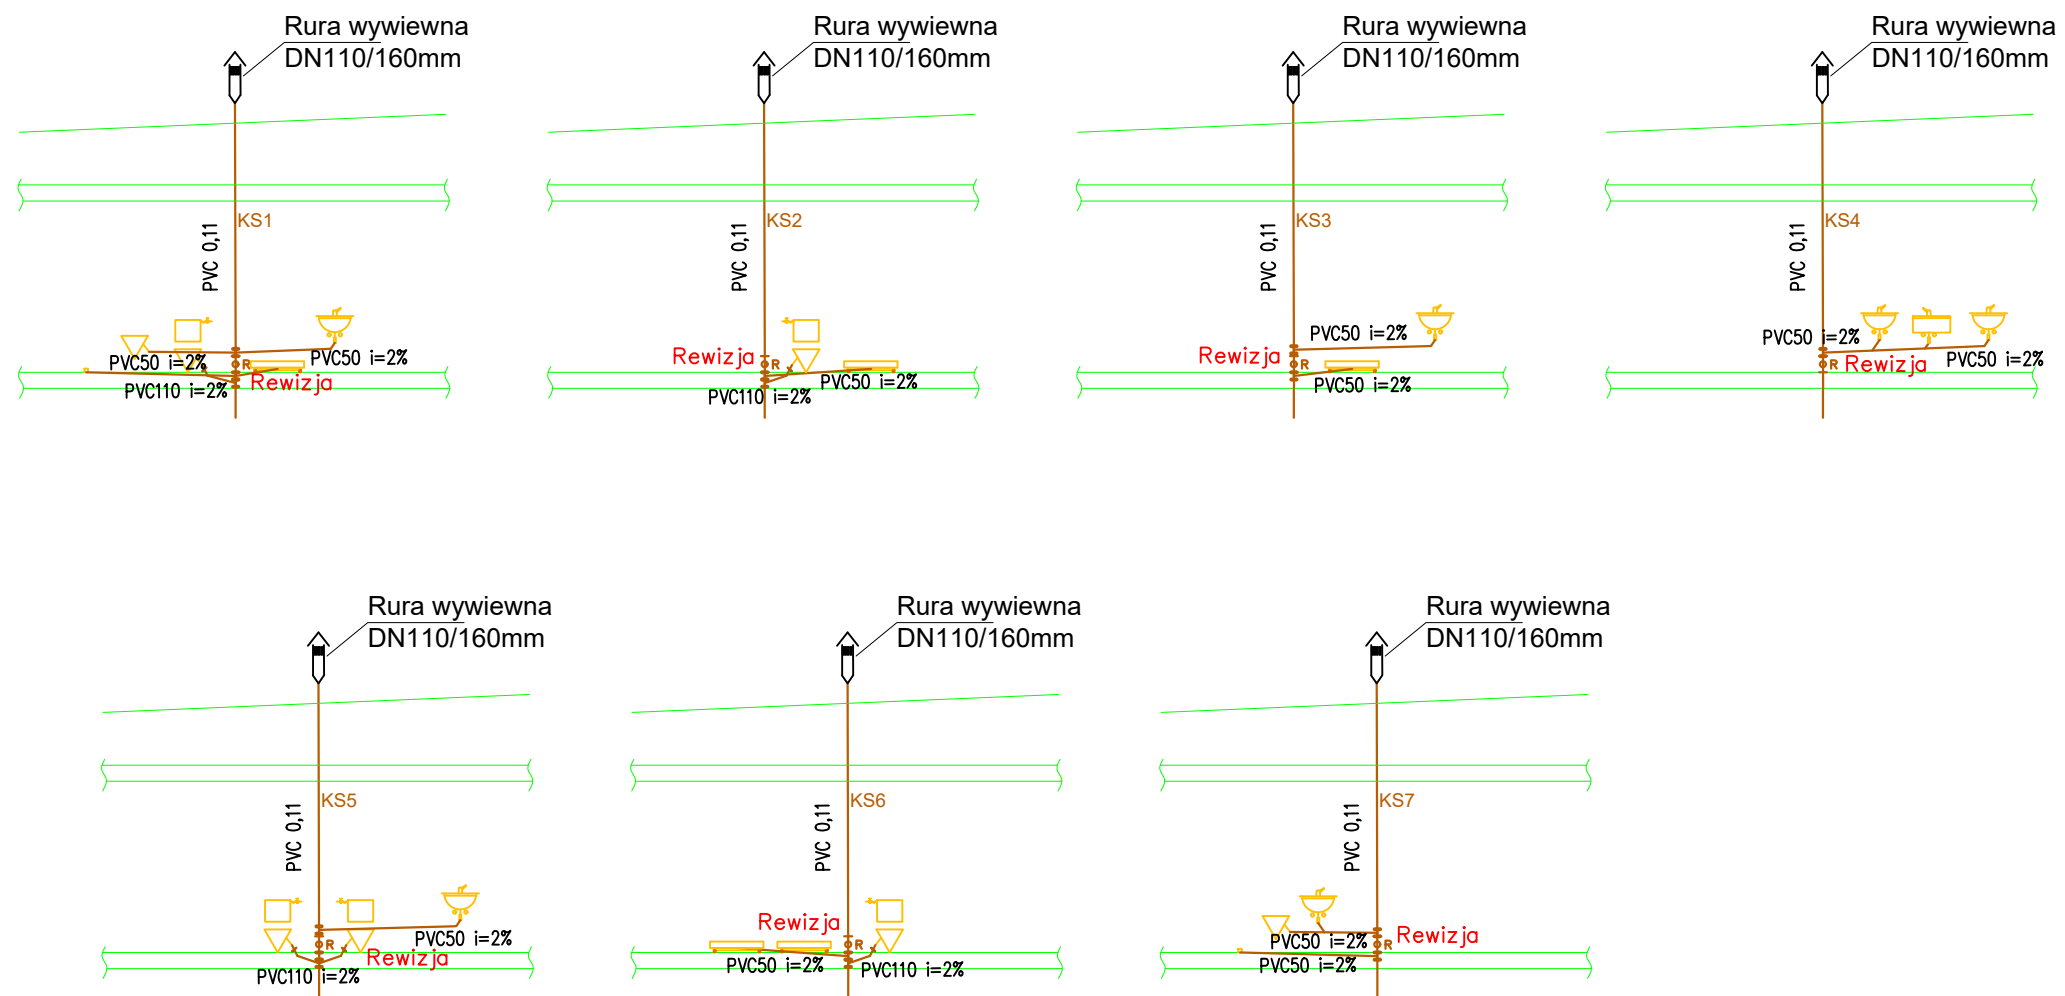 Rura wywiewna
DN110/160mm
KS1
PVC 0,11
PVC50 i=2%
PVC50 i=2%
R
Rewizja
PVC110 i=2%
Rura wywiewna
DN110/160mm
KS2
PVC 0,11
Rewizja
R
PVC50 i=2%
PVC110 i=2%
Rura wywiewna
DN110/160mm
KS3
PVC 0,11
PVC50 i=2%
Rewizja
R
PVC50 i=2%
Rura wywiewna
DN110/160mm
KS4
PVC 0,11
PVC50 i=2%
PVC50 i=2%
R
Rewizja
Rura wywiewna
DN110/160mm
KS5
PVC 0,11
PVC50 i=2%
R
Rewizja
PVC110 i=2%
Rura wywiewna
DN110/160mm
KS6
PVC 0,11
Rewizja
R
PVC50 i=2%
PVC110 i=2%
Rura wywiewna
DN110/160mm
KS7
PVC 0,11
Rewizja
PVC50 i=2%
R
PVC50 i=2%